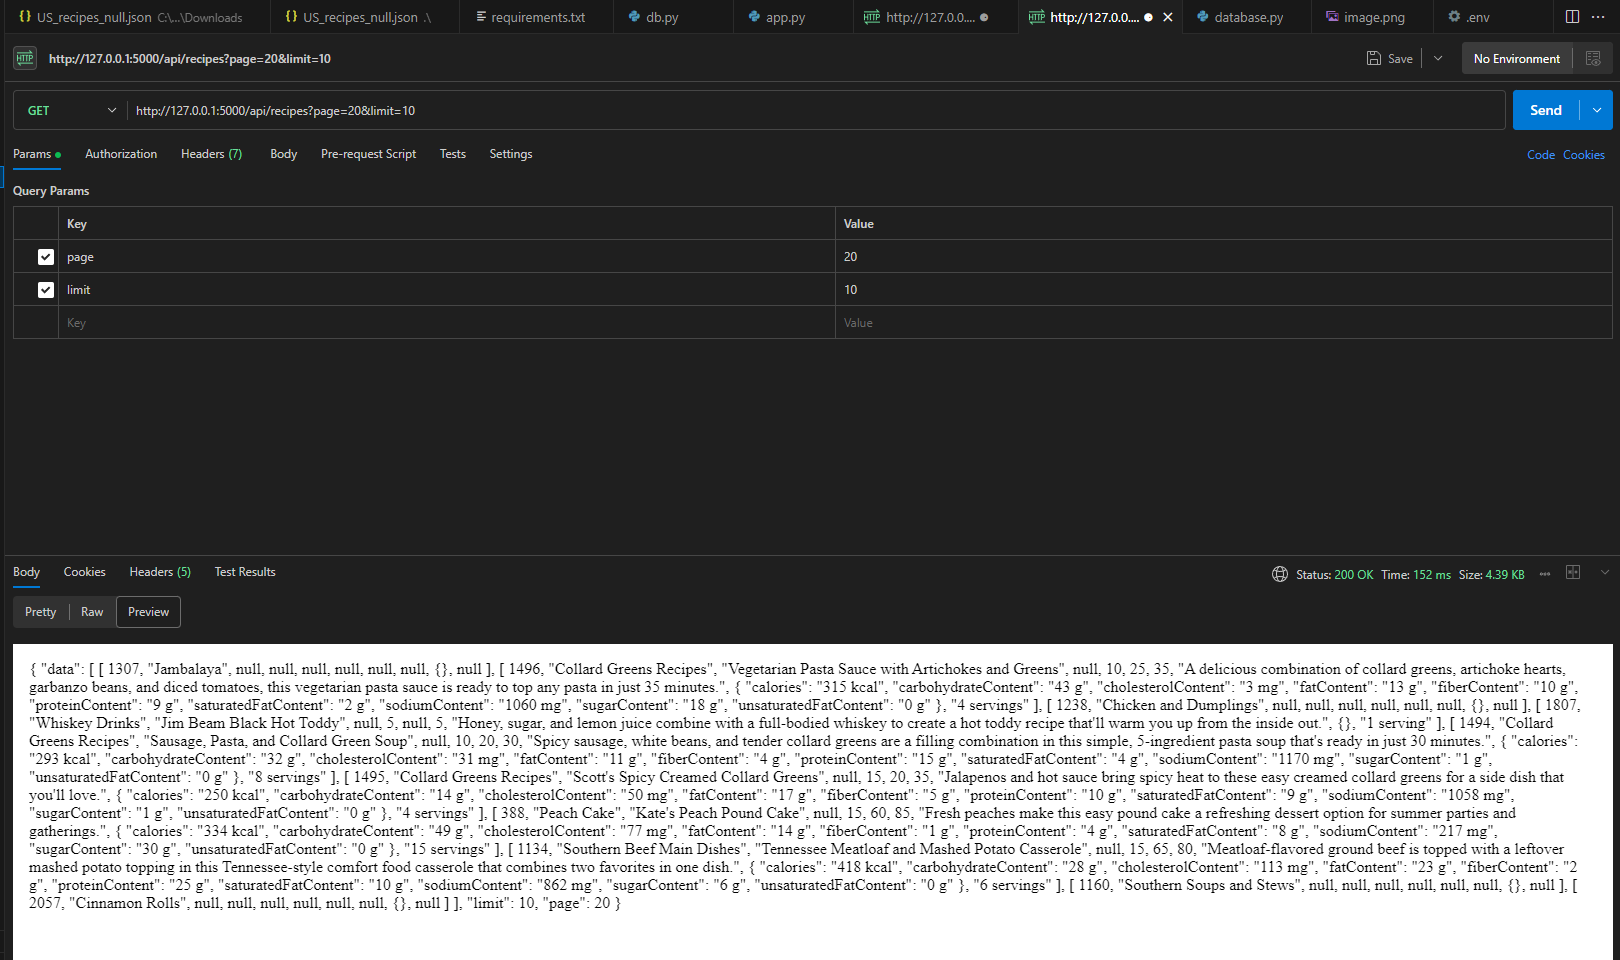 US_recipes_null.json C:\...\Downloads
US_recipes_null.json .\
requirements.txt
db.py
app.py
HTTP http://127.0.0....
HTTP http://127.0.0....
database.py
image.png
.env
HTTP http://127.0.0.1:5000/api/recipes?page=20&limit=10
Save
No Environment
GET http://127.0.0.1:5000/api/recipes?page=20&limit=10
Send
Params Authorization Headers (7) Body Pre-request Script Tests Settings
Code Cookies
Query Params
Key Value
page 20
limit 10
Key Value
Body Cookies Headers (5) Test Results
Status: 200 OK Time: 152 ms Size: 4.39 KB
Pretty Raw Preview
{ "data": [ [ 1307, "Jambalaya", null, null, null, null, null, null, {}, null ], [ 1496, "Collard Greens Recipes", "Vegetarian Pasta Sauce with Artichokes and Greens", null, 10, 25, 35, "A delicious combination of collard greens, artichoke hearts,
garbanzo beans, and diced tomatoes, this vegetarian pasta sauce is ready to top any pasta in just 35 minutes.", { "calories": "315 kcal", "carbohydrateContent": "43 g", "cholesterolContent": "3 mg", "fatContent": "13 g", "fiberContent": "10 g",
"proteinContent": "9 g", "saturatedFatContent": "2 g", "sodiumContent": "1060 mg", "sugarContent": "18 g", "unsaturatedFatContent": "0 g" }, "4 servings" ], [ 1238, "Chicken and Dumplings", null, null, null, null, null, null, {}, null ], [ 1807,
"Whiskey Drinks", "Jim Beam Black Hot Toddy", null, 5, null, 5, "Honey, sugar, and lemon juice combine with a full-bodied whiskey to create a hot toddy recipe that'll warm you up from the inside out.", {}, "1 serving" ], [ 1494, "Collard
Greens Recipes", "Sausage, Pasta, and Collard Green Soup", null, 10, 20, 30, "Spicy sausage, white beans, and tender collard greens are a filling combination in this simple, 5-ingredient pasta soup that's ready in just 30 minutes.", { "calories":
"293 kcal", "carbohydrateContent": "32 g", "cholesterolContent": "31 mg", "fatContent": "11 g", "fiberContent": "4 g", "proteinContent": "15 g", "saturatedFatContent": "4 g", "sodiumContent": "1170 mg", "sugarContent": "1 g",
"unsaturatedFatContent": "0 g" }, "8 servings" ], [ 1495, "Collard Greens Recipes", "Scott's Spicy Creamed Collard Greens", null, 15, 20, 35, "Jalapenos and hot sauce bring spicy heat to these easy creamed collard greens for a side dish that
you'll love.", { "calories": "250 kcal", "carbohydrateContent": "14 g", "cholesterolContent": "50 mg", "fatContent": "17 g", "fiberContent": "5 g", "proteinContent": "10 g", "saturatedFatContent": "9 g", "sodiumContent": "1058 mg",
"sugarContent": "1 g", "unsaturatedFatContent": "0 g" }, "4 servings" ], [ 388, "Peach Cake", "Kate's Peach Pound Cake", null, 15, 60, 85, "Fresh peaches make this easy pound cake a refreshing dessert option for summer parties and
gatherings.", { "calories": "334 kcal", "carbohydrateContent": "49 g", "cholesterolContent": "77 mg", "fatContent": "14 g", "fiberContent": "1 g", "proteinContent": "4 g", "saturatedFatContent": "8 g", "sodiumContent": "217 mg",
"sugarContent": "30 g", "unsaturatedFatContent": "0 g" }, "15 servings" ], [ 1134, "Southern Beef Main Dishes", "Tennessee Meatloaf and Mashed Potato Casserole", null, 15, 65, 80, "Meatloaf-flavored ground beef is topped with a leftover
mashed potato topping in this Tennessee-style comfort food casserole that combines two favorites in one dish.", { "calories": "418 kcal", "carbohydrateContent": "28 g", "cholesterolContent": "113 mg", "fatContent": "23 g", "fiberContent": "2
g", "proteinContent": "25 g", "saturatedFatContent": "10 g", "sodiumContent": "862 mg", "sugarContent": "6 g", "unsaturatedFatContent": "0 g" }, "6 servings" ], [ 1160, "Southern Soups and Stews", null, null, null, null, null, null, {}, null ], [
2057, "Cinnamon Rolls", null, null, null, null, null, null, {}, null ] ], "limit": 10, "page": 20 }